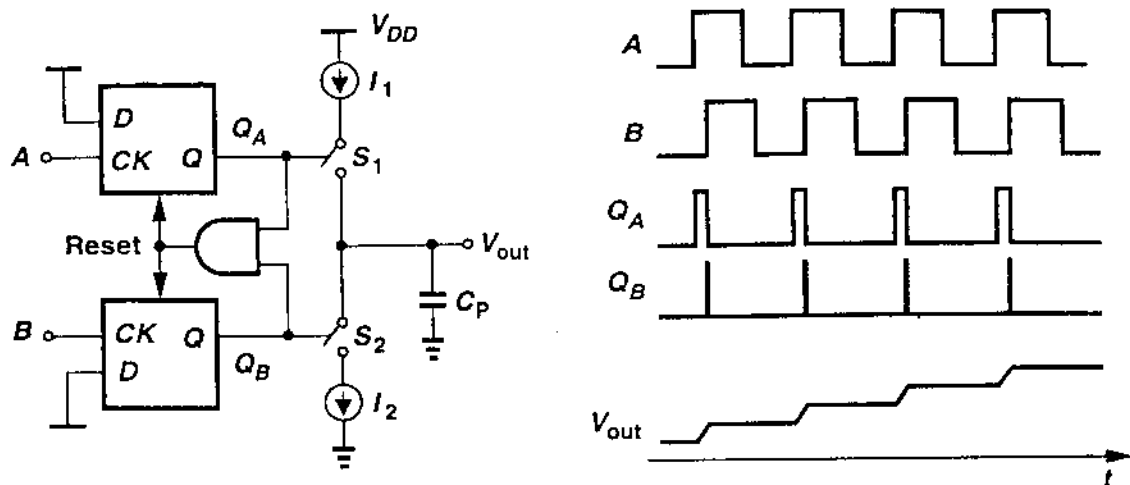 V_DD
I_1
D
Q_A
A
CK
Q
S_1
Reset
V_out
C_P
B
CK
Q
S_2
D
Q_B
I_2
A
B
Q_A
Q_B
V_out
t